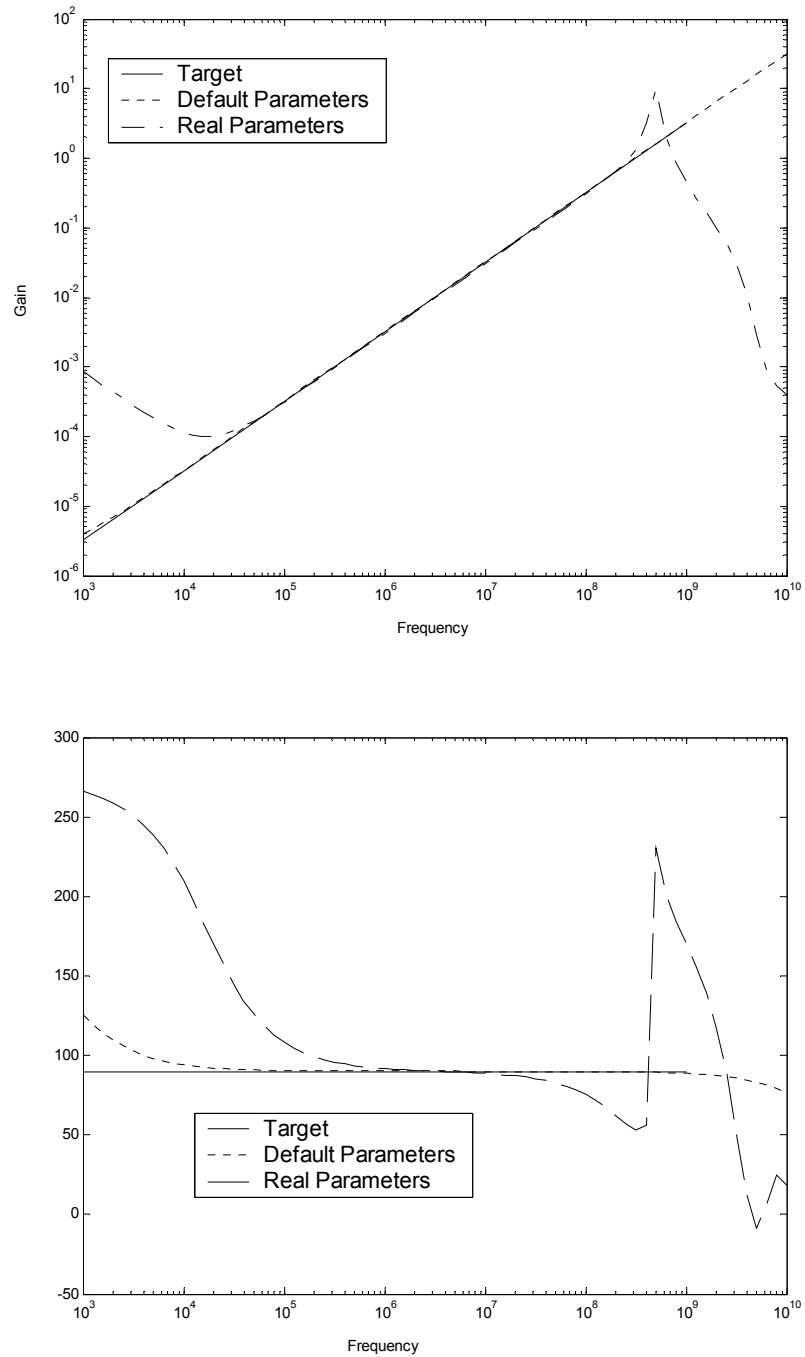 10^2
10^1
10^0
10^-1
10^-2
10^-3
10^-4
10^-5
10^-6
Gain
Target
Default Parameters
Real Parameters
10^3 10^4 10^5 10^6 10^7 10^8 10^9 10^10
Frequency
300
250
200
150
100
50
0
-50
Target
Default Parameters
Real Parameters
10^3 10^4 10^5 10^6 10^7 10^8 10^9 10^10
Frequency